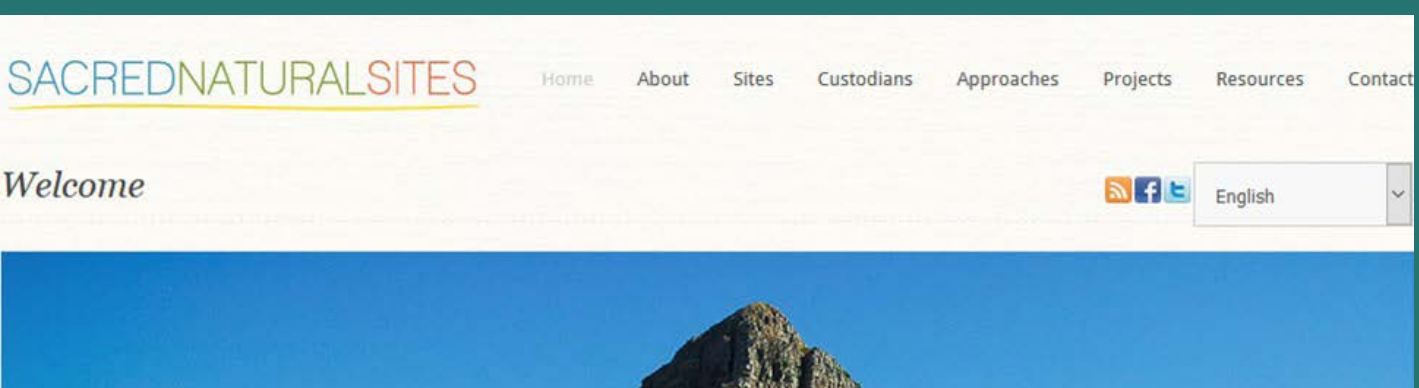 SACREDNATURALSITES
Home About Sites Custodians Approaches Projects Resources Contact
Welcome
English